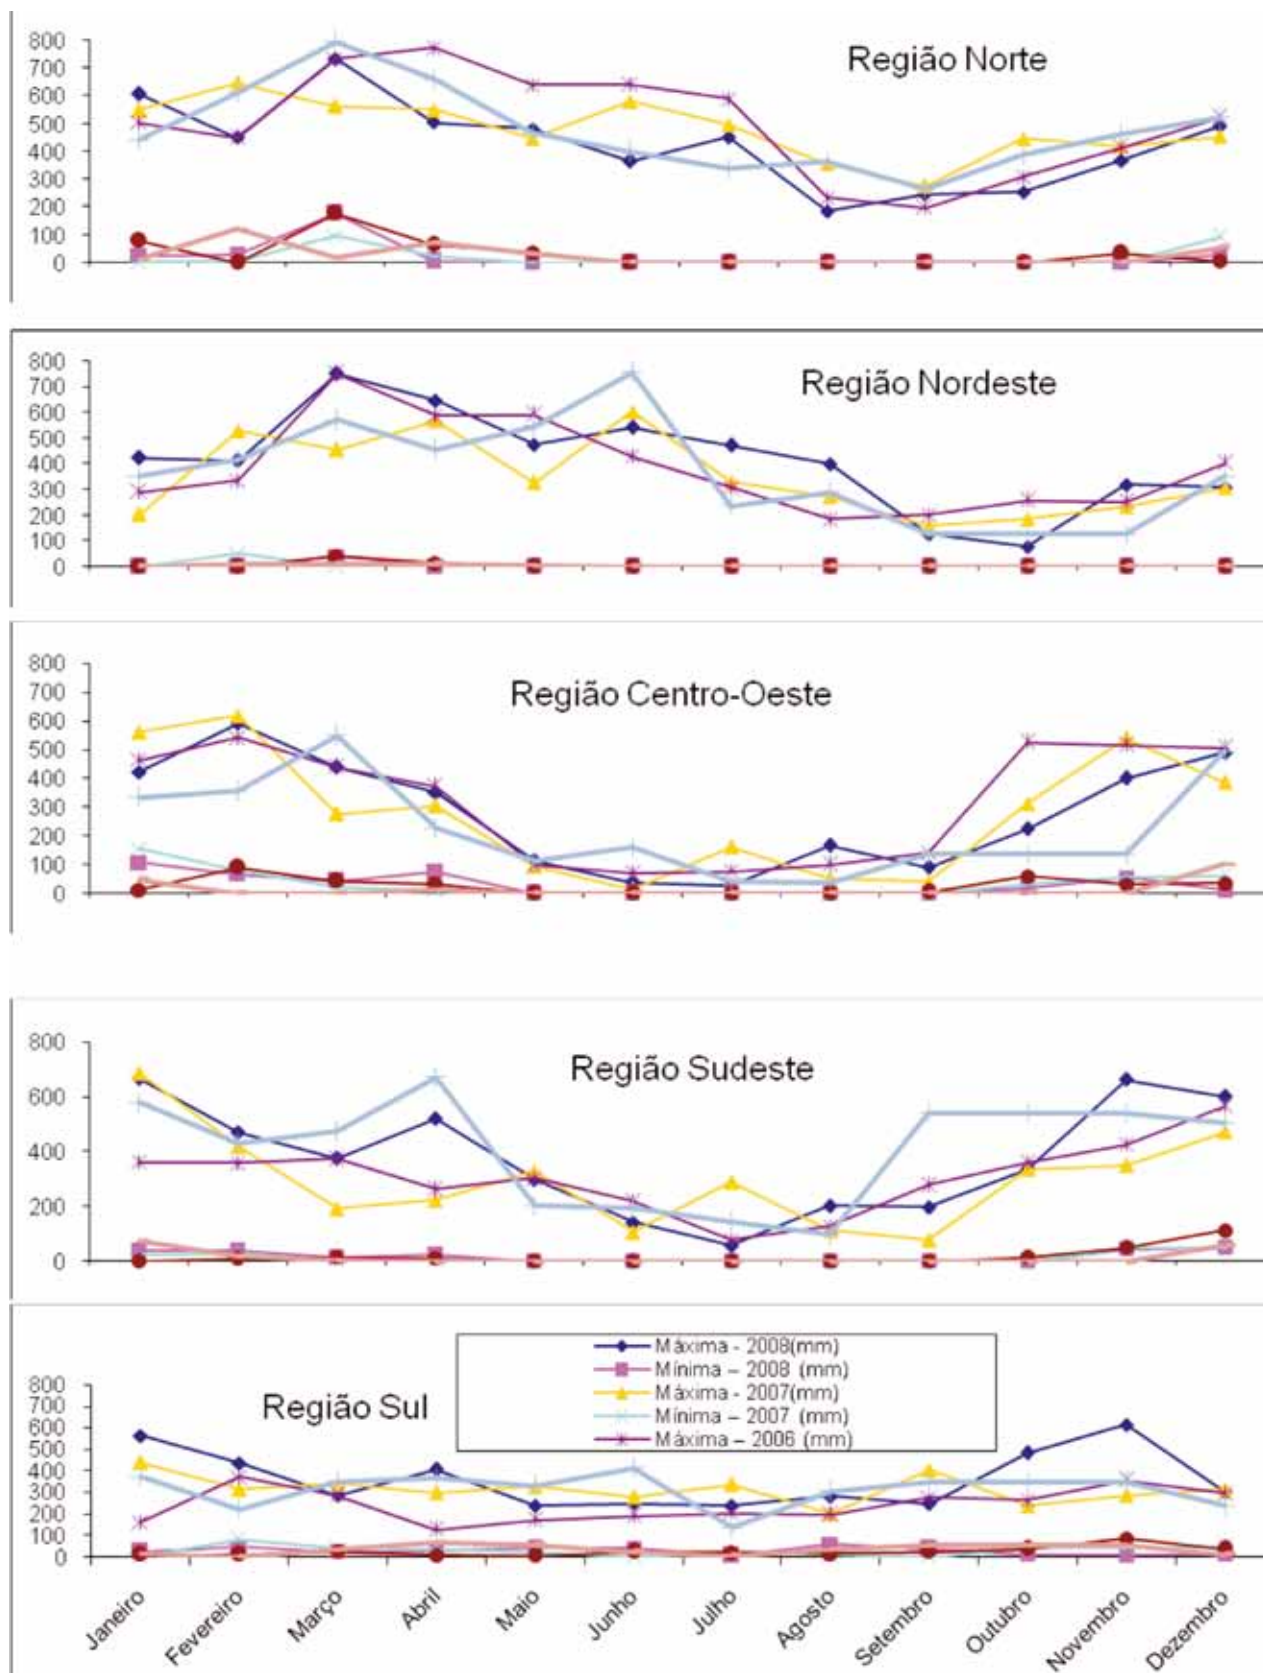 Região Norte
800
700
600
500
400
300
200
100
0
Região Nordeste
800
700
600
500
400
300
200
100
0
Região Centro-Oeste
800
700
600
500
400
300
200
100
0
Região Sudeste
800
600
400
200
0
Máxima - 2008(mm)
Mínima – 2008 (mm)
Máxima - 2007(mm)
Mínima – 2007 (mm)
Máxima – 2006 (mm)
Região Sul
800
700
600
500
400
300
200
100
0
Janeiro
Fevereiro
Março
Abril
Maio
Junho
Julho
Agosto
Setembro
Outubro
Novembro
Dezembro